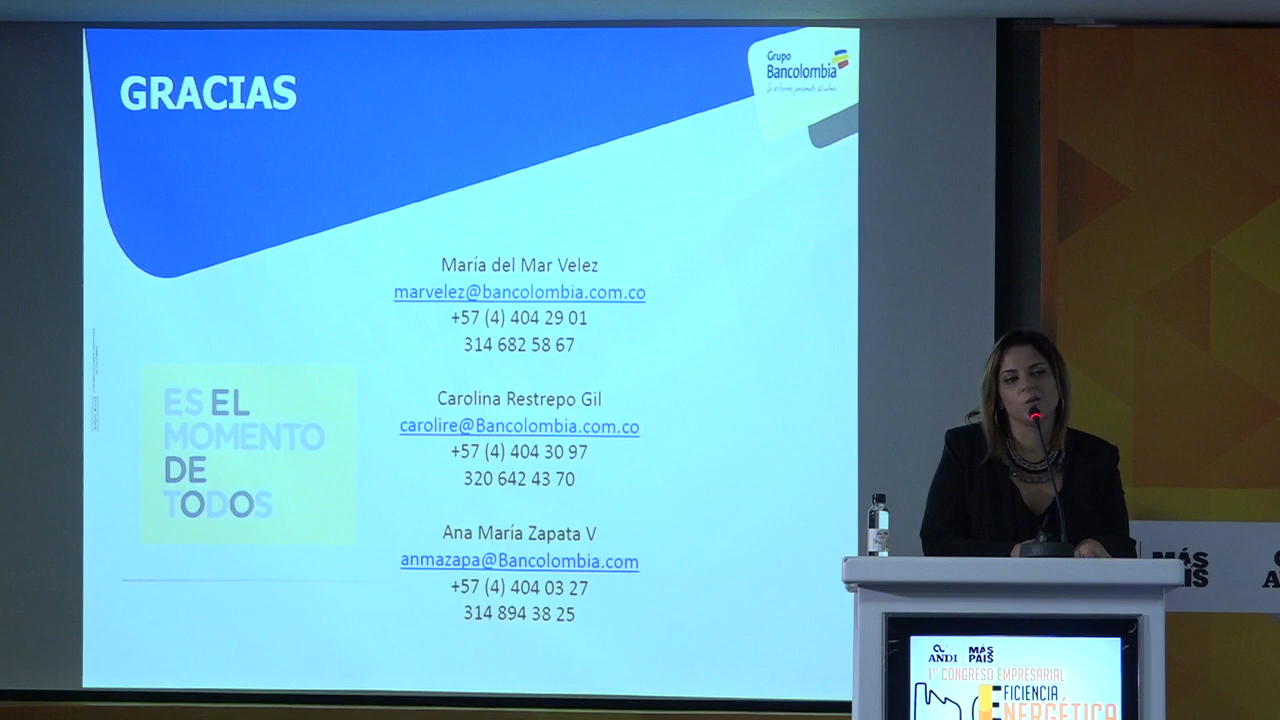 GRACIAS
Grupo
Bancolombia
María del Mar Velez
marvelez@bancolombia.com.co
+57 (4) 404 29 01
314 682 58 67
Carolina Restrepo Gil
carolire@Bancolombia.com.co
+57 (4) 404 30 97
320 642 43 70
Ana María Zapata V
anmazapa@Bancolombia.com
+57 (4) 404 03 27
314 894 38 25
ES EL
MOMENTO
DE
TODOS
MÁS
PAÍS
ANDI
MÁS
PAÍS
1er CONGRESO EMPRESARIAL
EFICIENCIA
ENERGÉTICA